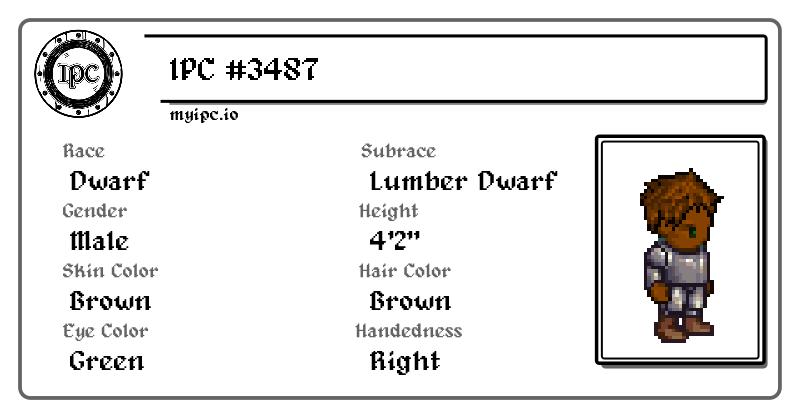 IPC
IPC #3487
myipc.io
Race
Dwarf
Subrace
Lumber Dwarf
Gender
Male
Height
4'2"
Skin Color
Brown
Hair Color
Brown
Eye Color
Green
Handedness
Right